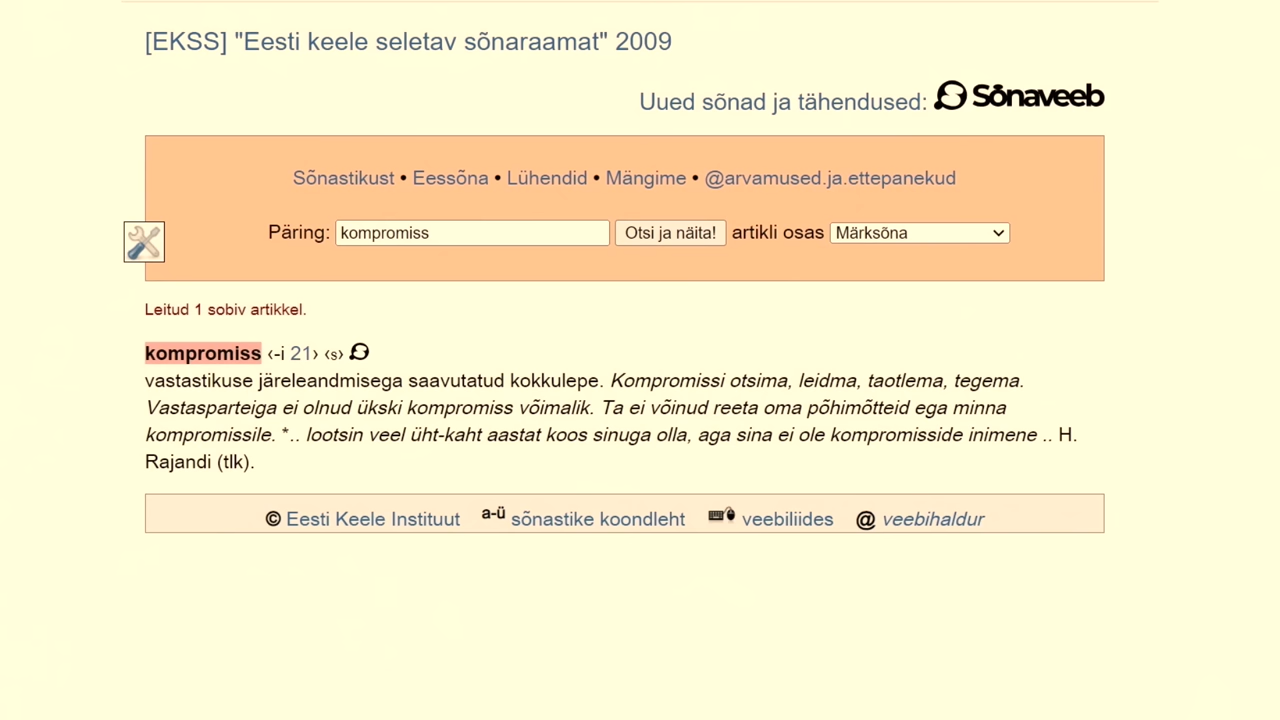 [EKSS] "Eesti keele seletav sõnaraamat" 2009
Uued sõnad ja tähendused: Sõnaveeb
Sõnastikust • Eessõna • Lühendid • Mängime • @arvamused.ja.ettepanekud
Päring: kompromiss Otsi ja näita! artikli osas Märksõna
Leitud 1 sobiv artikkel.
kompromiss ‹-i 21› ‹s›
vastastikuse järeleandmisega saavutatud kokkulepe. Kompromissi otsima, leidma, taotlema, tegema.
Vastasparteiga ei olnud ükski kompromiss võimalik. Ta ei võinud reeta oma põhimõtteid ega minna
kompromissile. *.. lootsin veel üht-kaht aastat koos sinuga olla, aga sina ei ole kompromisside inimene .. H.
Rajandi (tlk).
© Eesti Keele Instituut a-ü sõnastike koondleht veebiliides @ veebihaldur